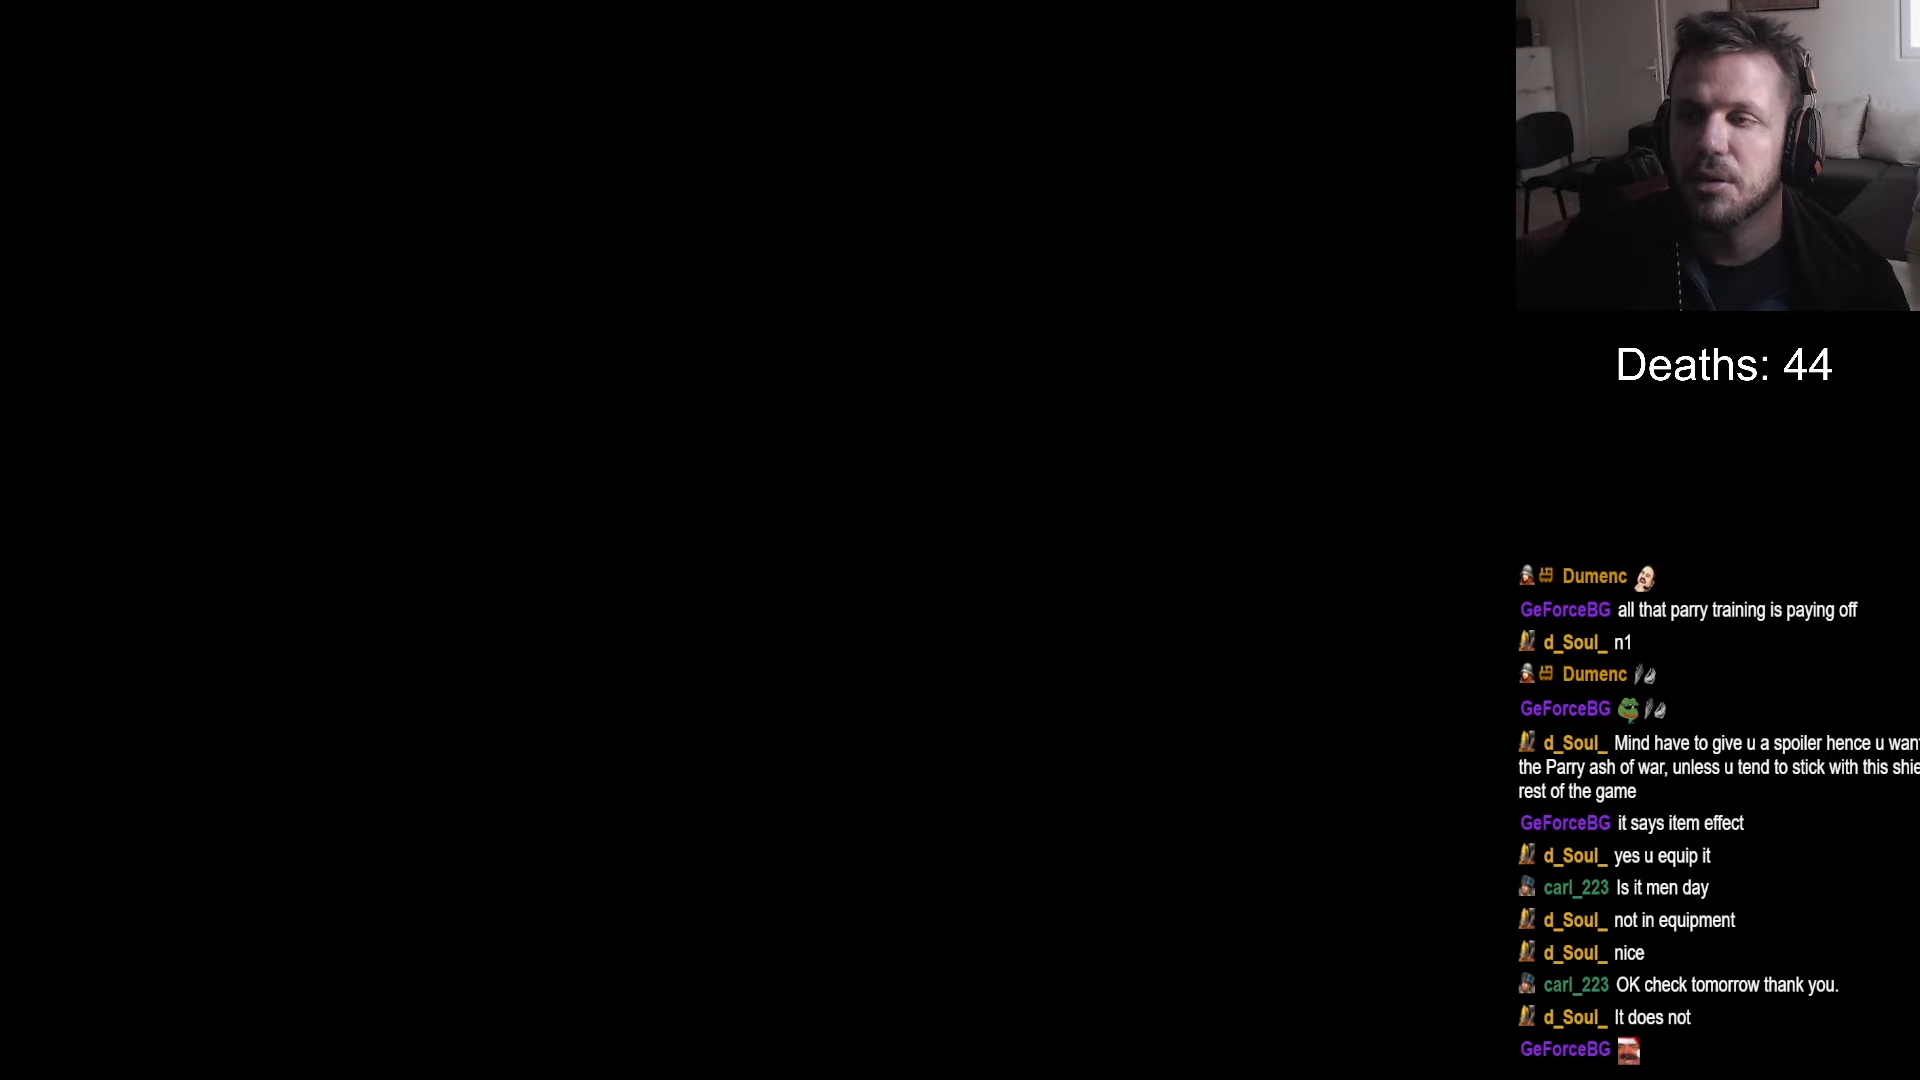 Deaths: 44
Dumenc
GeForceBG all that parry training is paying off
d_Soul_ n1
Dumenc
GeForceBG
d_Soul_ Mind have to give u a spoiler hence u want
the Parry ash of war, unless u tend to stick with this
rest of the game
GeForceBG it says item effect
d_Soul_ yes u equip it
carl_223 Is it men day
d_Soul_ not in equipment
d_Soul_ nice
carl_223 OK check tomorrow thank you.
d_Soul_ It does not
GeForceBG